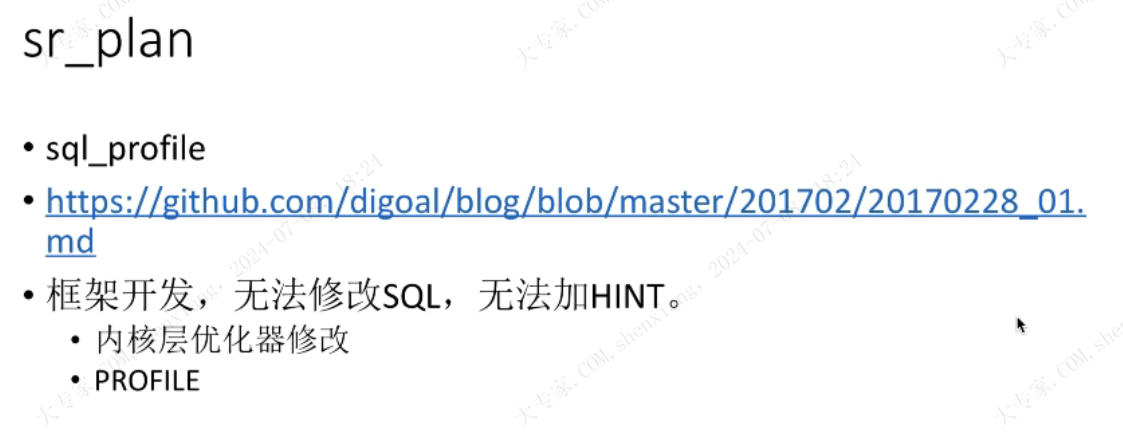 sr_plan
• sql_profile
• https://github.com/digoal/blog/blob/master/201702/20170228_01.
md
• 框架开发，无法修改SQL，无法加HINT。
• 内核层优化器修改
• PROFILE